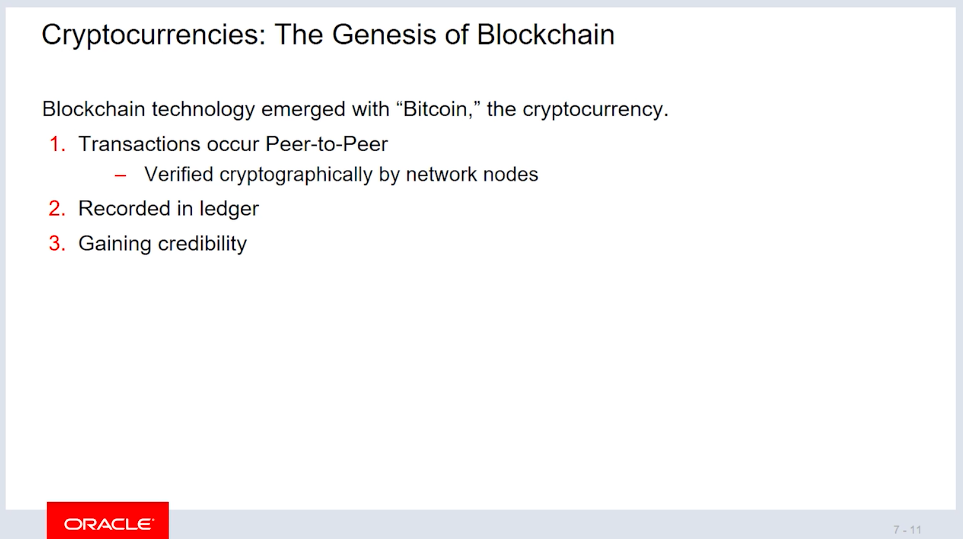 Cryptocurrencies: The Genesis of Blockchain
Blockchain technology emerged with “Bitcoin,” the cryptocurrency.
1. Transactions occur Peer-to-Peer
– Verified cryptographically by network nodes
2. Recorded in ledger
3. Gaining credibility
ORACLE
7 - 11